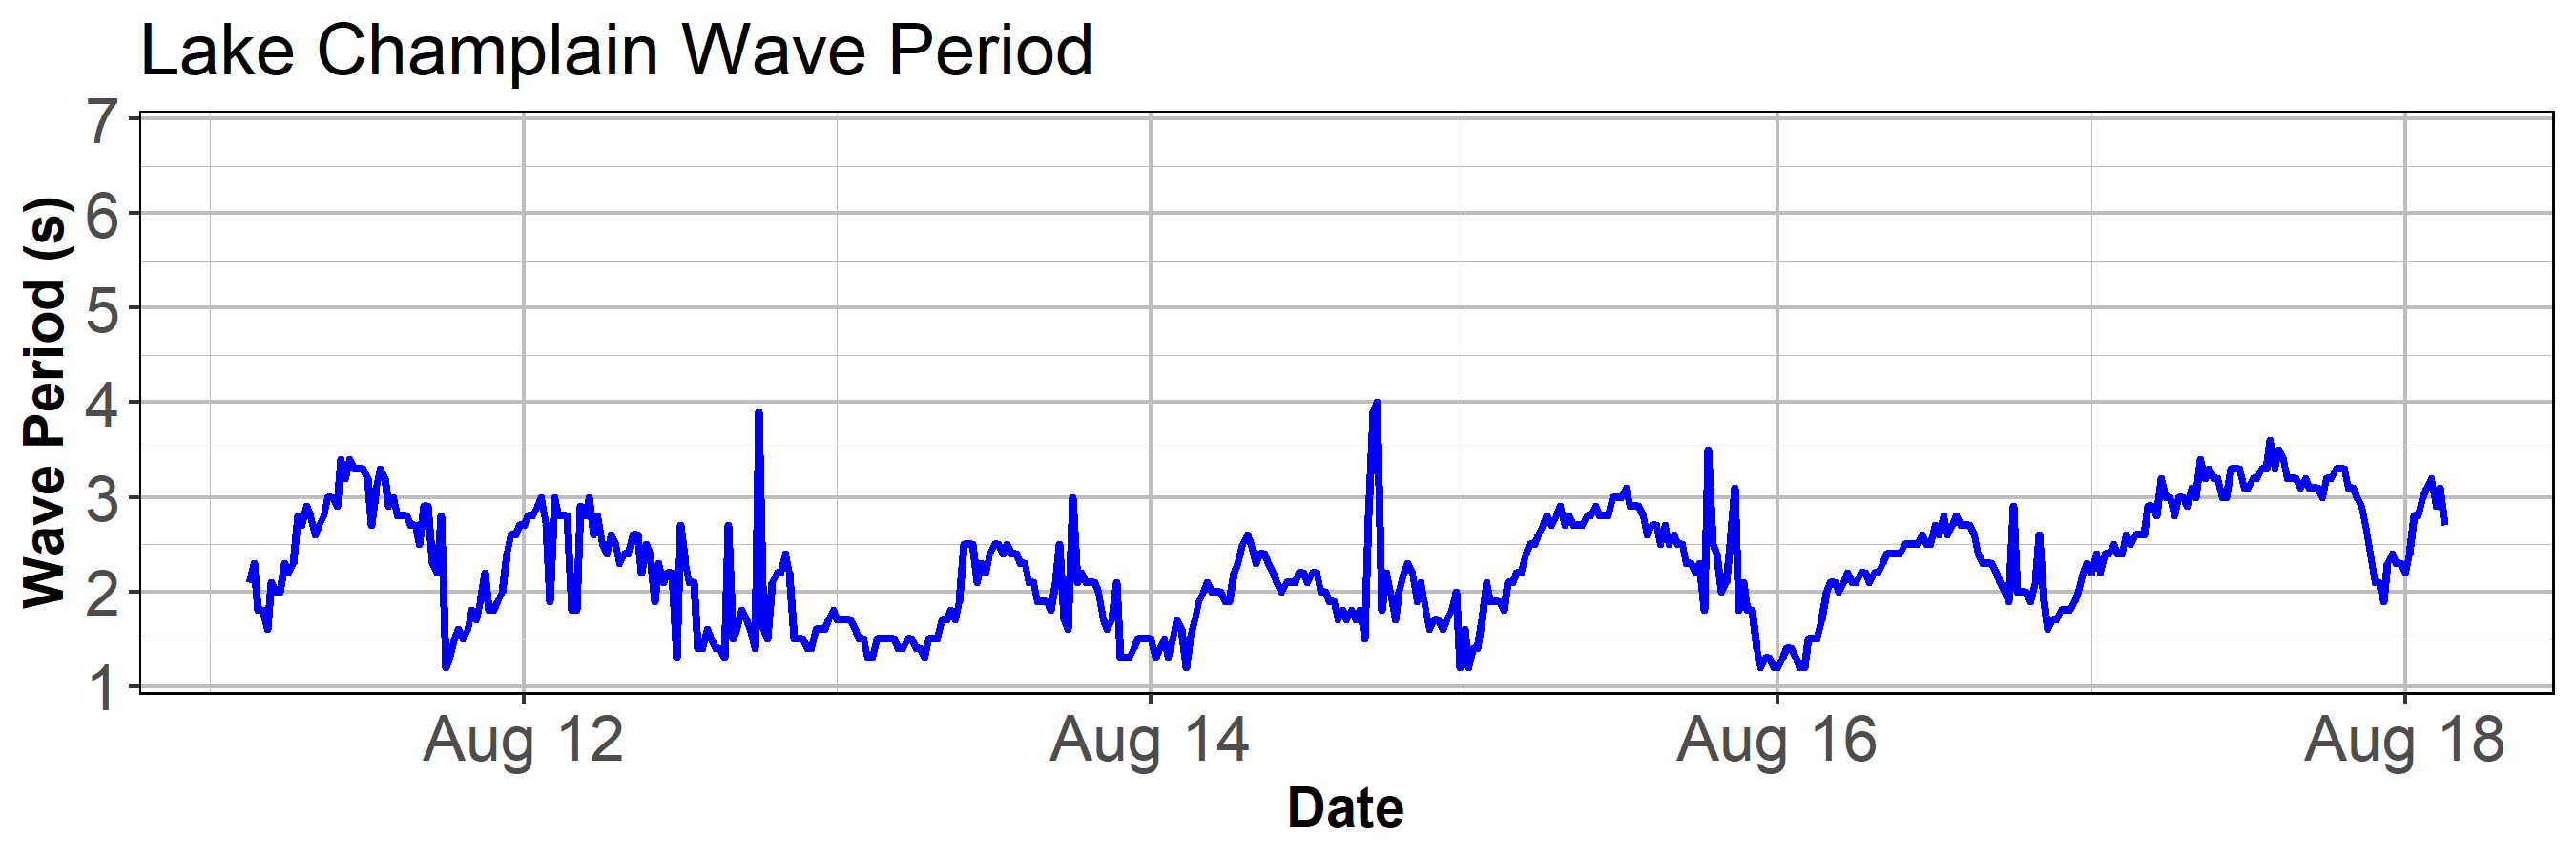 Lake Champlain Wave Period
Wave Period (s)
7
6
5
4
3
2
1
Aug 12
Aug 14
Aug 16
Aug 18
Date